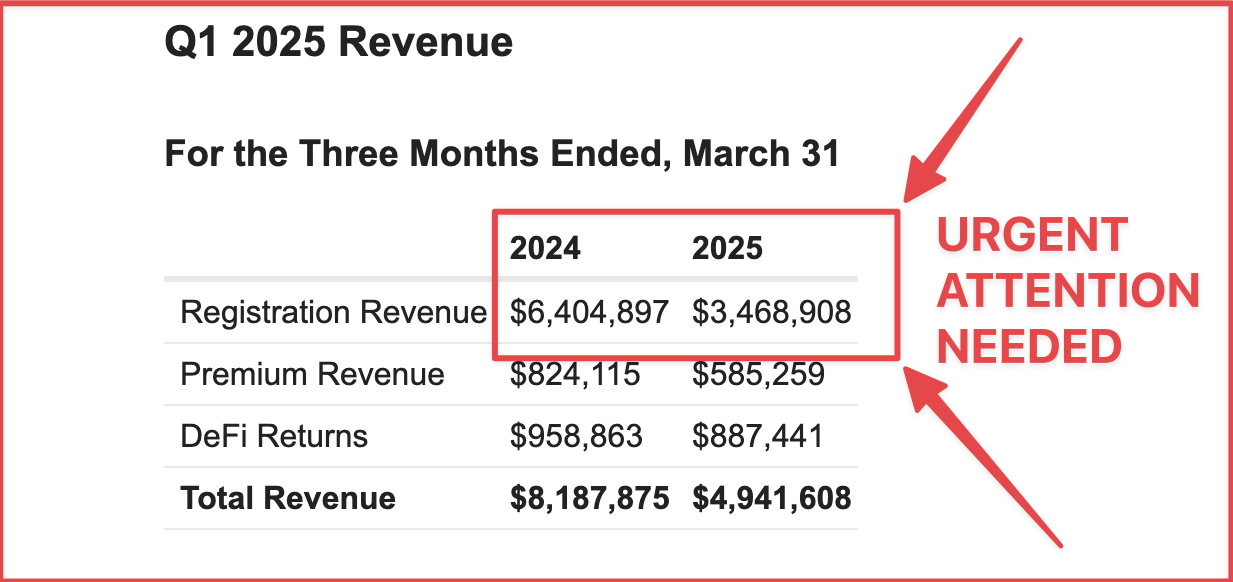 Q1 2025 Revenue
For the Three Months Ended, March 31
2024 2025
Registration Revenue $6,404,897 $3,468,908
Premium Revenue $824,115 $585,259
DeFi Returns $958,863 $887,441
Total Revenue $8,187,875 $4,941,608
URGENT
ATTENTION
NEEDED